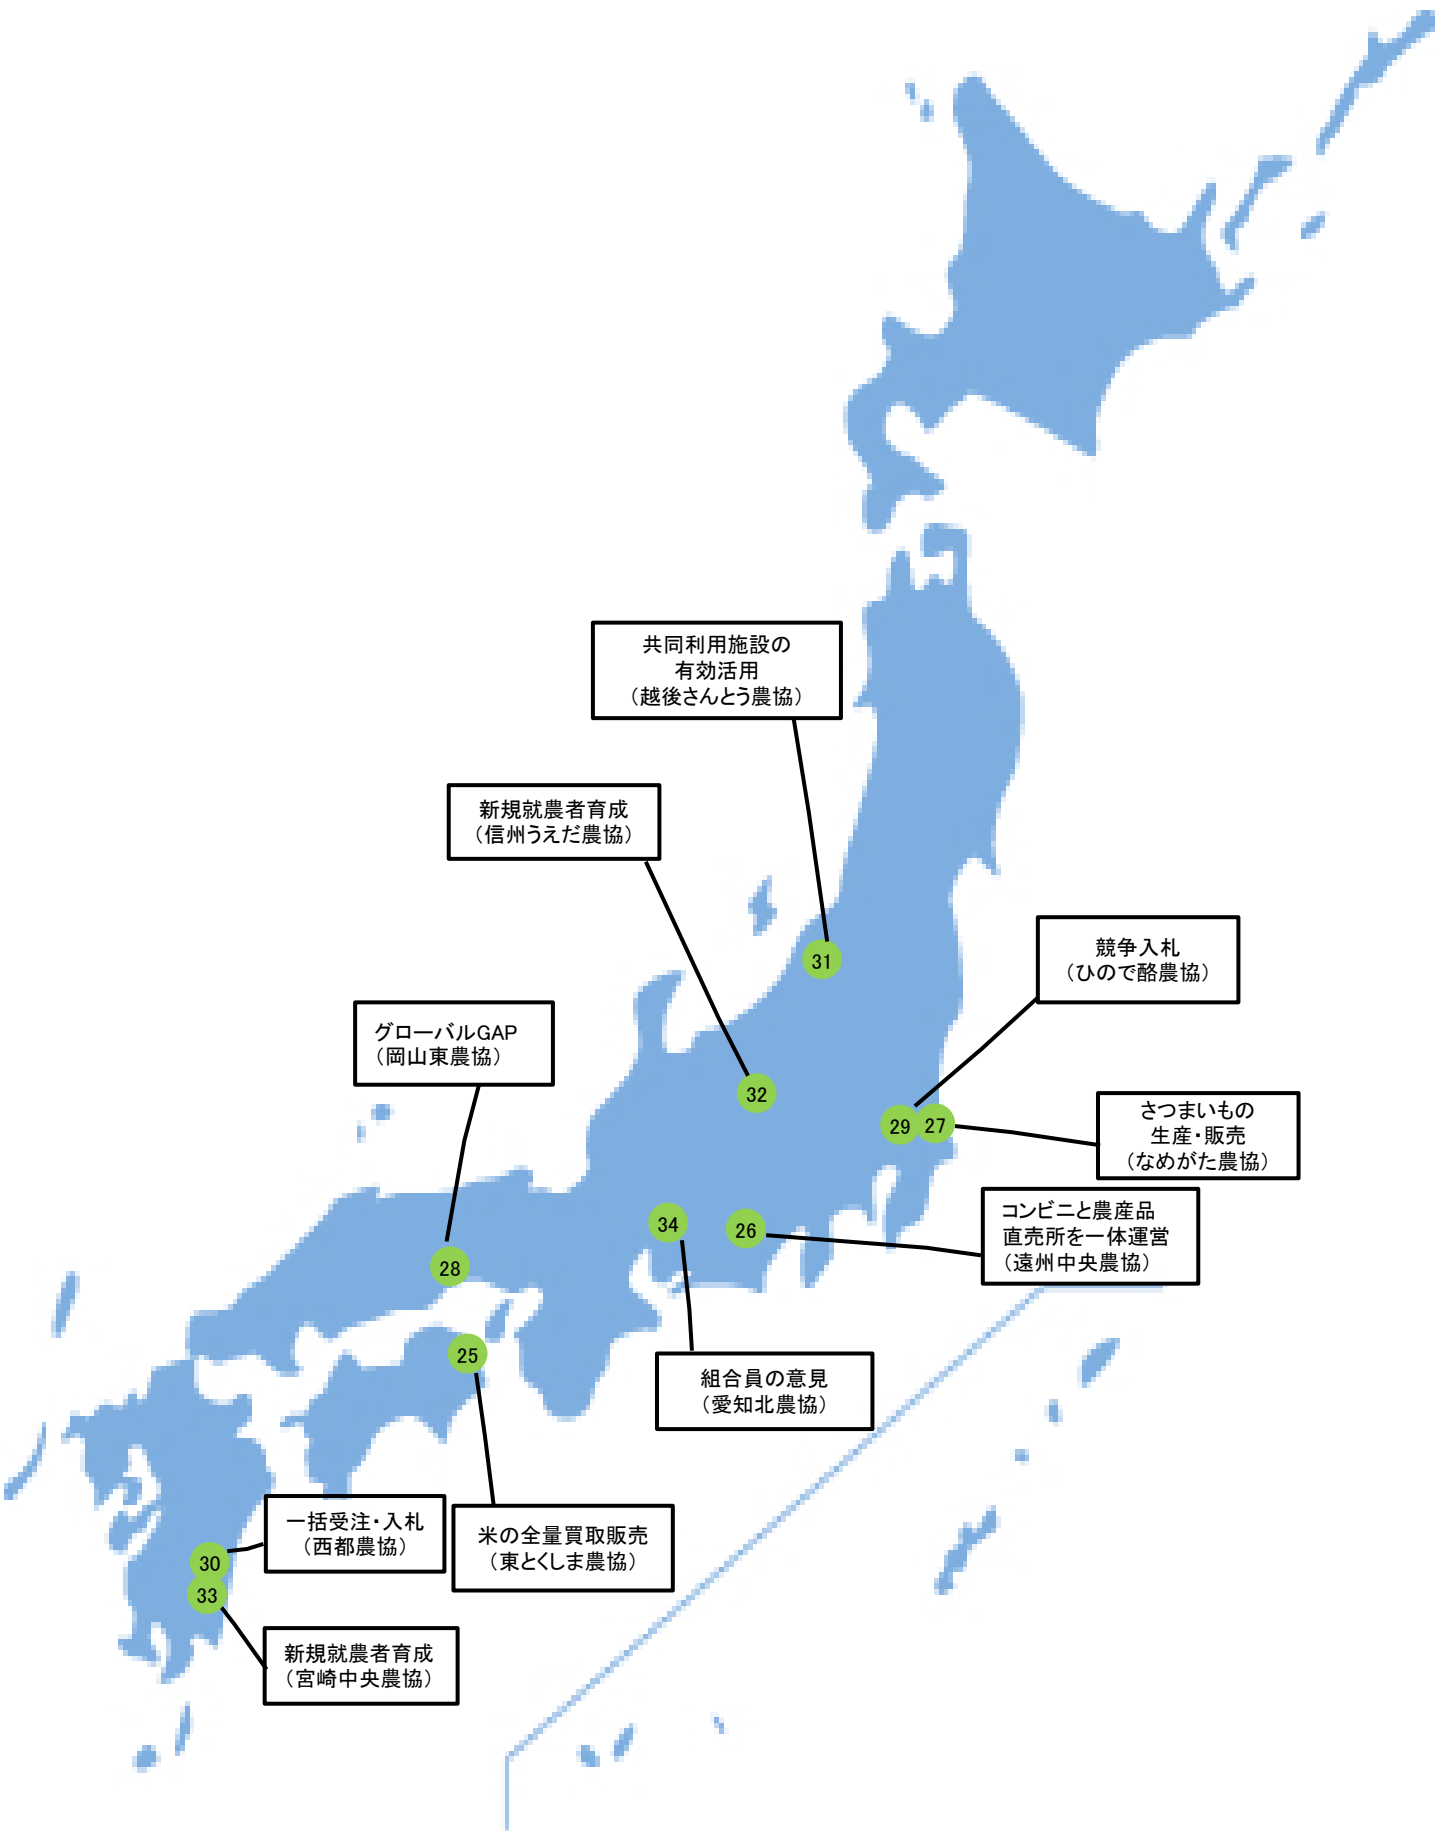 共同利用施設の
有効活用
（越後さんとう農協）
新規就農者育成
（信州うえだ農協）
競争入札
（ひので酪農協）
31
グローバルGAP
（岡山東農協）
32
29
27
さつまいもの
生産・販売
（なめがた農協）
コンビニと農産品
直売所を一体運営
（遠州中央農協）
34
26
28
25
組合員の意見
（愛知北農協）
一括受注・入札
（西都農協）
米の全量買取販売
（東とくしま農協）
30
33
新規就農者育成
（宮崎中央農協）